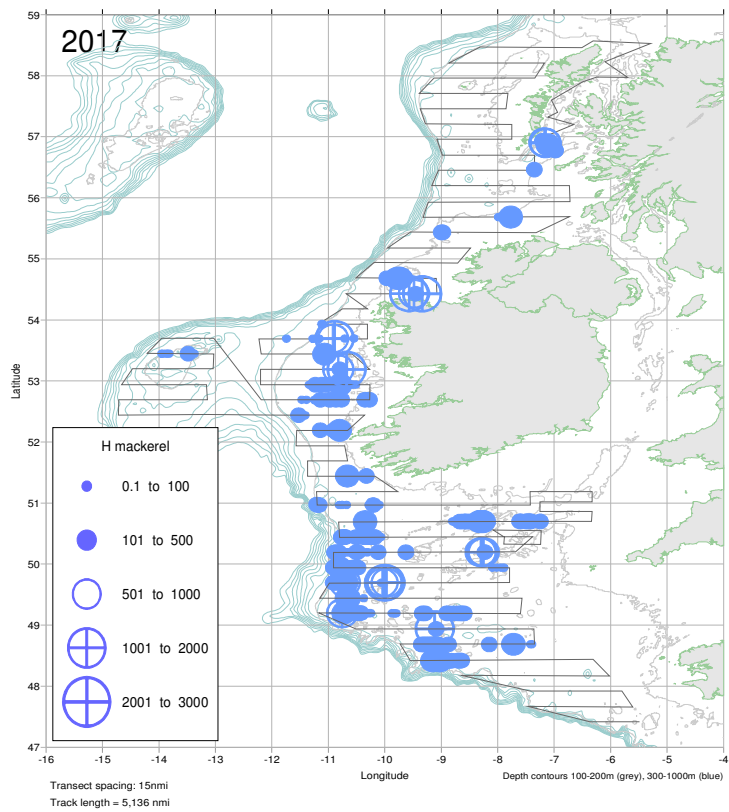 59
2017
58
57
56
55
54
Latitude
53
52
H mackerel
0.1 to 100
51
101 to 500
50
501 to 1000
49
1001 to 2000
48
2001 to 3000
47
-16 -15 -14 -13 -12 -11 -10 -9 -8 -7 -6 -5 -4
Longitude
Depth contours 100-200m (grey), 300-1000m (blue)
Transect spacing: 15nmi
Track length = 5,136 nmi